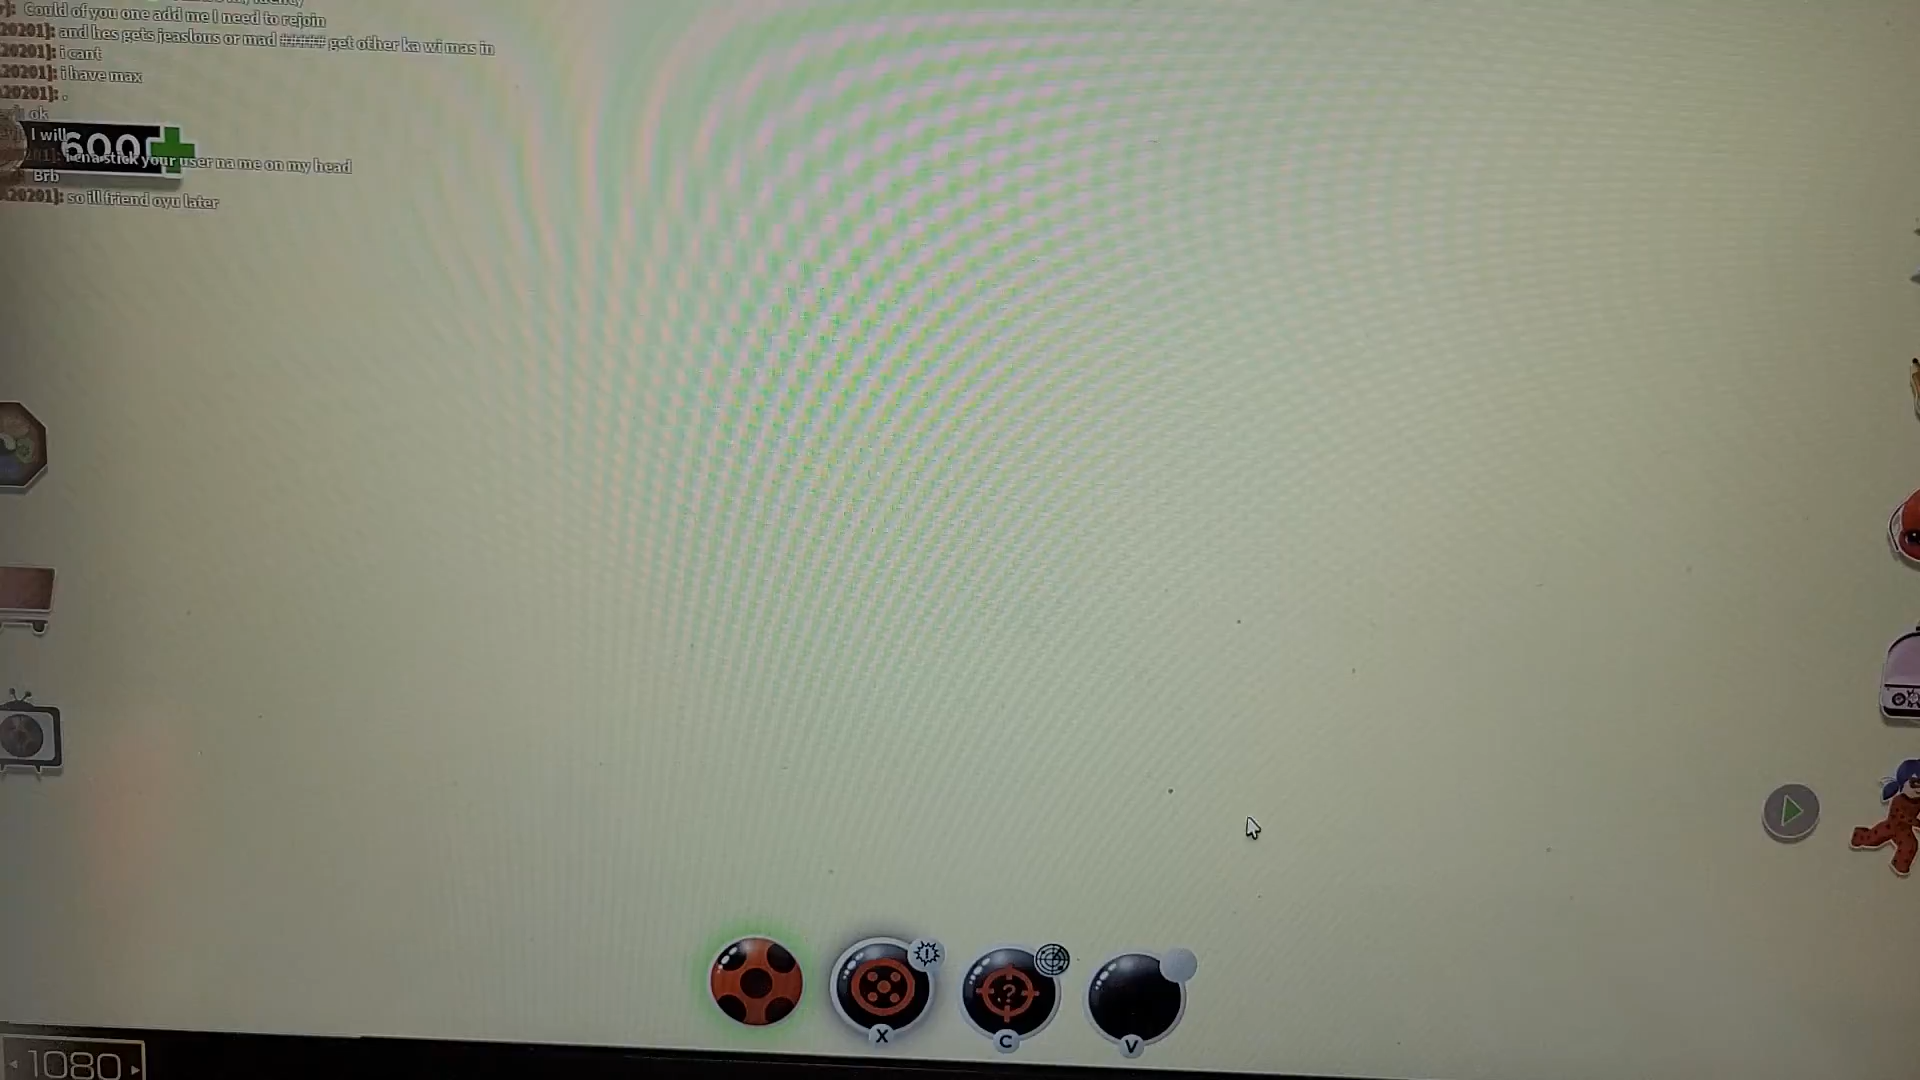 Could of you one add me I need to rejoin
20201]: and hes gets jeaslous or mad ##### get other ka wi mas in
20201]: i cant
20201]: i have max
20201]: .
ok
I will
600
stick your user na me on my head
Brb
20201]: so ill friend oyu later
?
X
C
V
1080